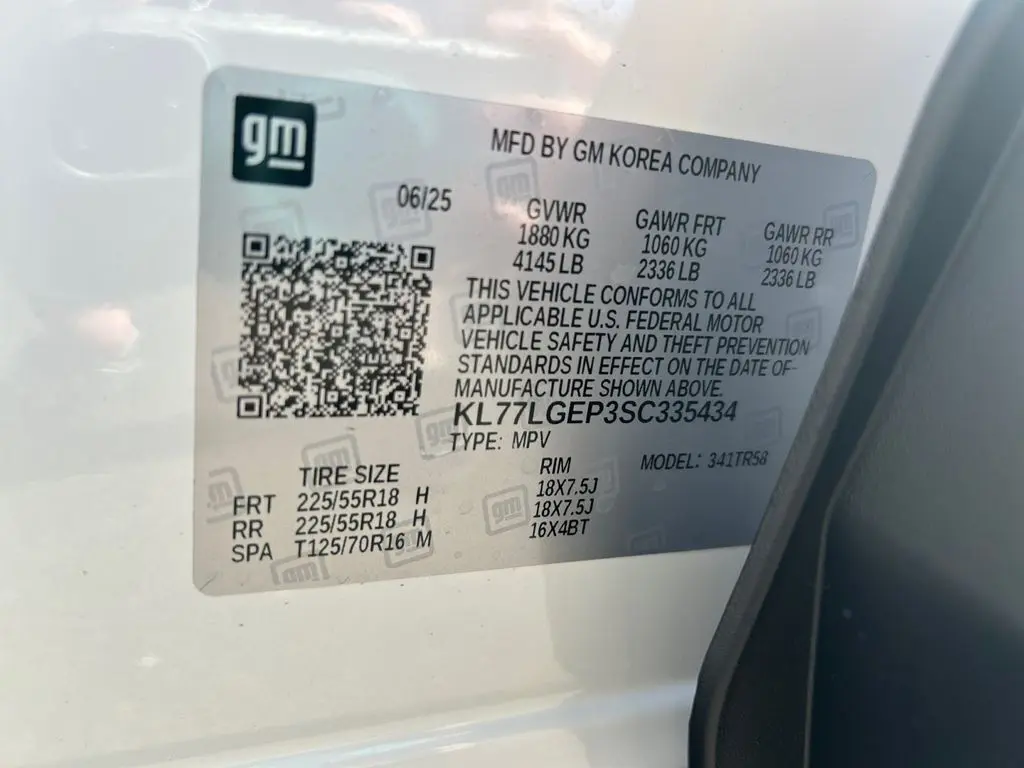 gm
MFD BY GM KOREA COMPANY
06/25
GVWR GAWR FRT GAWR RR
1880 KG 1060 KG 1060 KG
4145 LB 2336 LB 2336 LB
THIS VEHICLE CONFORMS TO ALL
APPLICABLE U.S. FEDERAL MOTOR
VEHICLE SAFETY AND THEFT PREVENTION
STANDARDS IN EFFECT ON THE DATE OF
MANUFACTURE SHOWN ABOVE.
KL77LGEP3SC335434
TYPE: MPV MODEL: 341TR58
TIRE SIZE RIM
FRT 225/55R18 H 18X7.5J
RR 225/55R18 H 18X7.5J
SPA T125/70R16 M 16X4BT